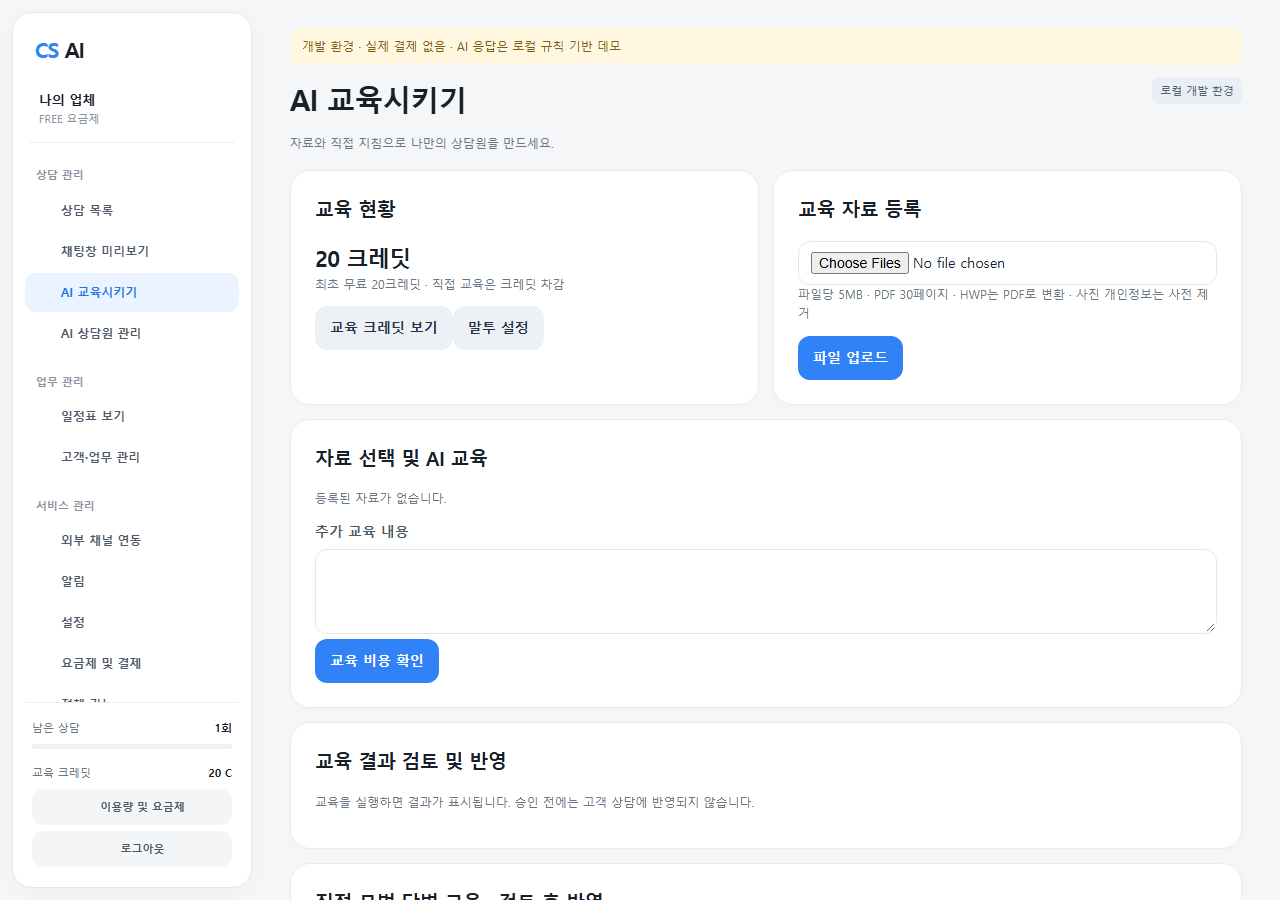 CS AI
나의 업체
FREE 요금제
상담 관리
상담 목록
채팅창 미리보기
AI 교육시키기
AI 상담원 관리
업무 관리
일정표 보기
고객·업무 관리
서비스 관리
외부 채널 연동
알림
설정
요금제 및 결제
남은 상담 1회
교육 크레딧 20 C
이용량 및 요금제
로그아웃
개발 환경 · 실제 결제 없음 · AI 응답은 로컬 규칙 기반 데모
AI 교육시키기
로컬 개발 환경
자료와 직접 지침으로 나만의 상담원을 만드세요.
교육 현황
20 크레딧
최초 무료 20크레딧 · 직접 교육은 크레딧 차감
교육 크레딧 보기 말투 설정
교육 자료 등록
Choose Files No file chosen
파일당 5MB · PDF 30페이지 · HWP는 PDF로 변환 · 사진 개인정보는 사전 제
거
파일 업로드
자료 선택 및 AI 교육
등록된 자료가 없습니다.
추가 교육 내용
교육 비용 확인
교육 결과 검토 및 반영
교육을 실행하면 결과가 표시됩니다. 승인 전에는 고객 상담에 반영되지 않습니다.
직접 모범 답변 교육 · 검토 후 반영